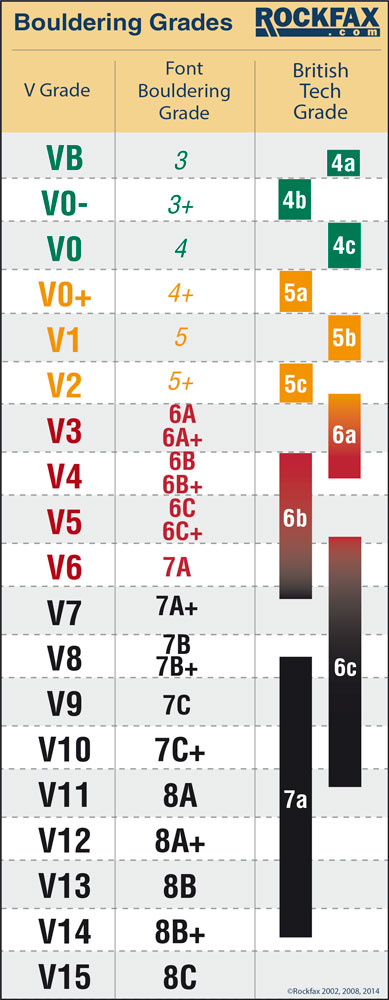 Bouldering Grades
ROCKFAX
.com
V Grade
Font
Bouldering
Grade
British
Tech
Grade
VB 3 4a
V0- 3+ 4b
V0 4 4c
V0+ 4+ 5a
V1 5 5b
V2 5+ 5c
V3 6A
6A+ 6a
V4 6B
6B+
V5 6C
6C+ 6b
V6 7A
V7 7A+
V8 7B
7B+ 6c
V9 7C
V10 7C+
V11 8A 7a
V12 8A+
V13 8B
V14 8B+
V15 8C
©Rockfax 2002, 2008, 2014